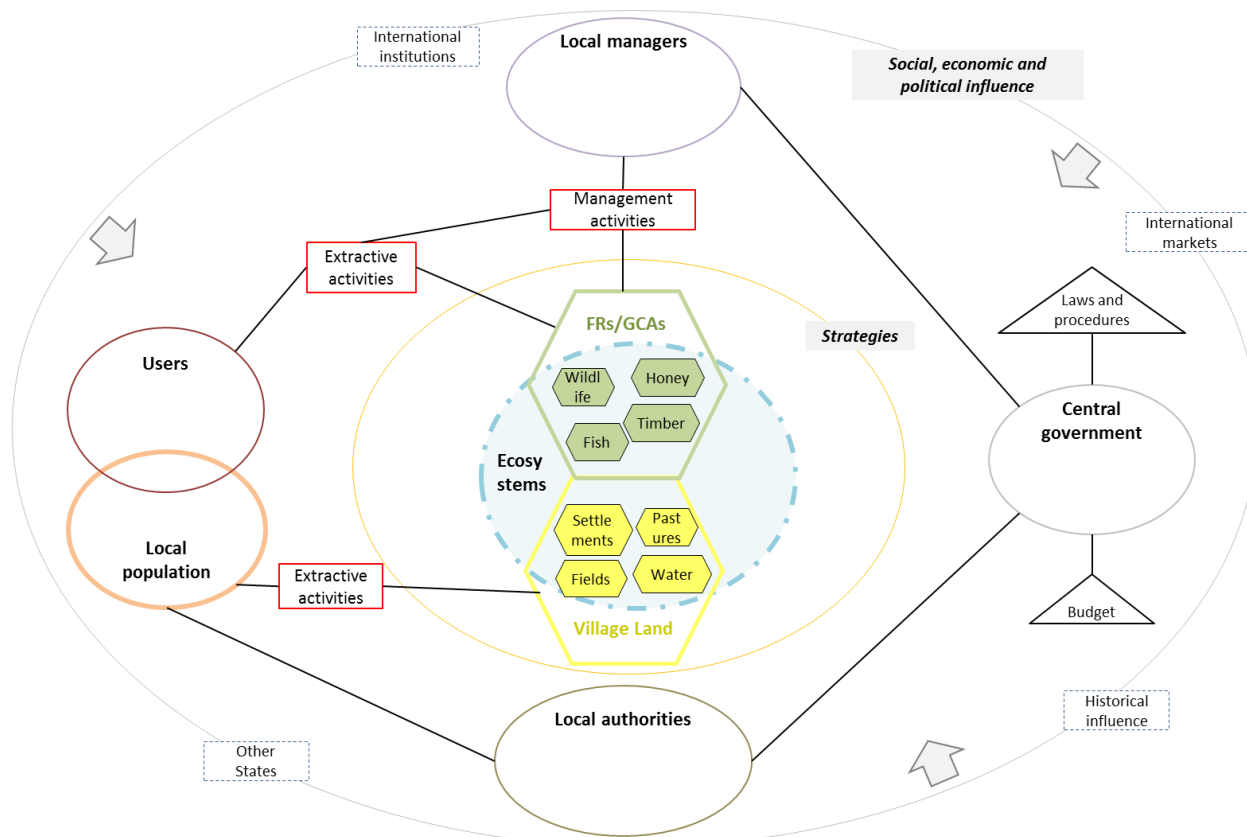 International
institutions
Local managers
Social, economic and
political influence
Management
activities
International
markets
Extractive
activities
Laws and
procedures
FRs/GCAs
Strategies
Users
Wildl
ife
Honey
Timber
Fish
Central
government
Ecosy
stems
Settle
ments
Past
ures
Local
population
Extractive
activities
Fields
Water
Budget
Village Land
Local authorities
Historical
influence
Other
States